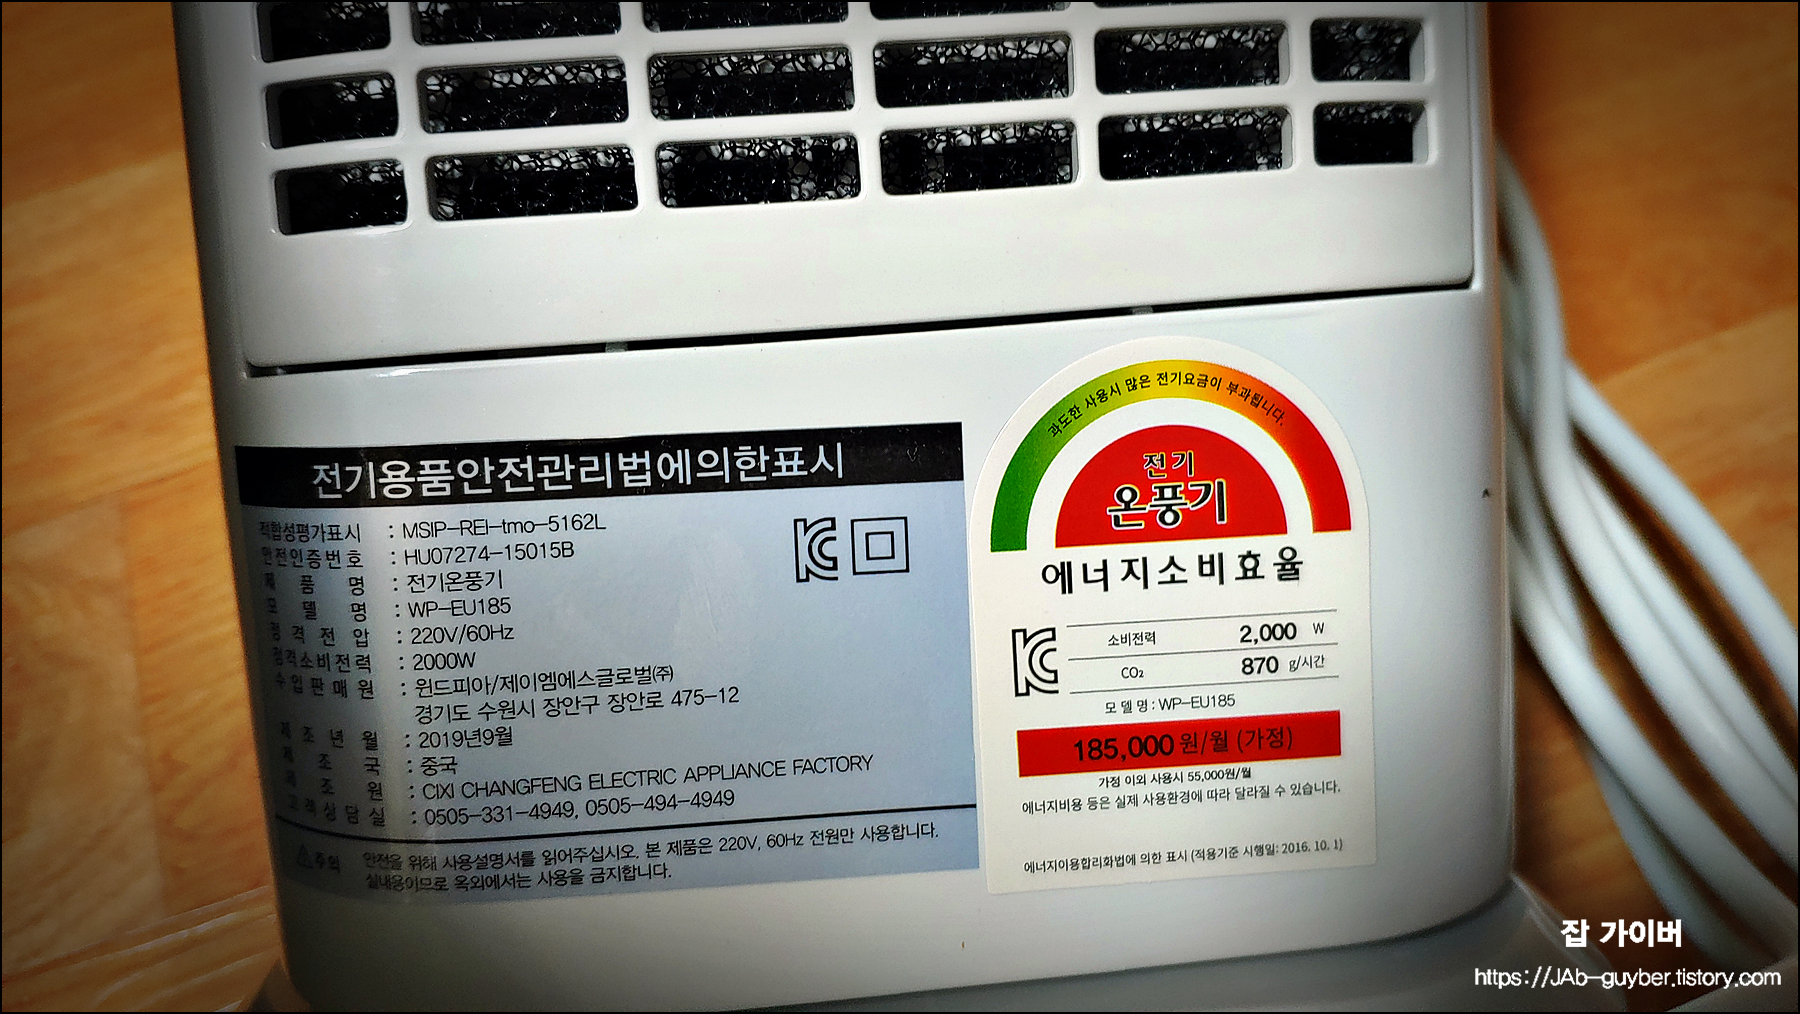 전기용품안전관리법에의한표시
적합성평가표시 : MSIP-REI-tmo-5162L
안전인증번호 : HU07274-15015B
제품명 : 전기온풍기
모델명 : WP-EU185
정격전압 : 220V/60Hz
정격소비전력 : 2000W
수입판매원 : 윈드피아/제이엠에스글로벌(주)
경기도 수원시 장안구 장안로 475-12
제조년월 : 2019년9월
제조국 : 중국
제조원 : CIXI CHANGFENG ELECTRIC APPLIANCE FACTORY
고객상담실 : 0505-331-4949, 0505-494-4949
주의 안전을 위해 사용설명서를 읽어주십시오. 본 제품은 220V, 60Hz 전원만 사용합니다.
실내용이므로 옥외에서는 사용을 금지합니다.
과도한 사용시 많은 전기요금이 부과됩니다.
전기
온풍기
에너지소비효율
소비전력 2,000 W
CO₂ 870 g/시간
모델명 : WP-EU185
185,000원/월 (가정)
가정 이외 사용시 55,000원/월
에너지비용 등은 실제 사용환경에 따라 달라질 수 있습니다.
에너지이용합리화법에 의한 표시 (적용기준 시행일: 2016. 10. 1)
잡 가이버
https://JAb-guyber.tistory.com